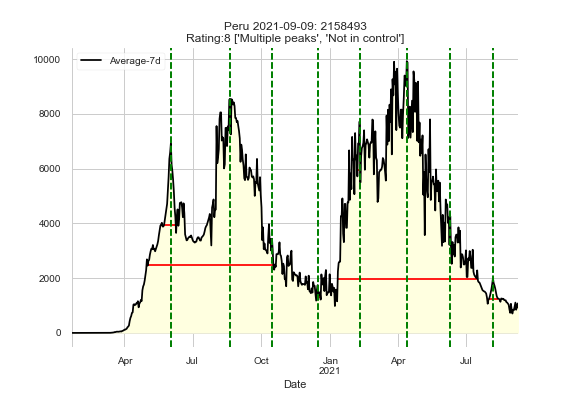 Peru 2021-09-09: 2158493
Rating:8 ['Multiple peaks', 'Not in control']
Average-7d
10000
8000
6000
4000
2000
0
Apr Jul Oct Jan Apr Jul
2021
Date